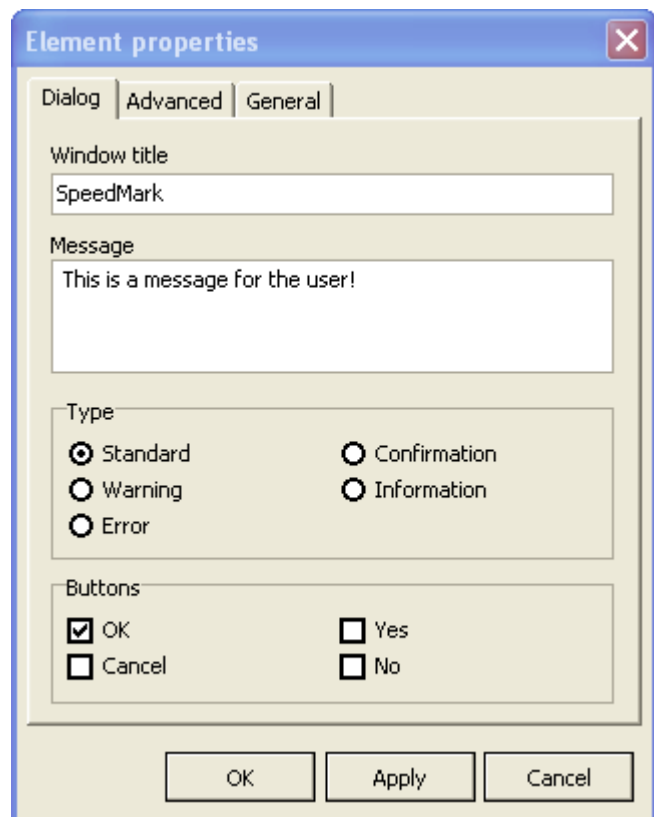 Element properties
Dialog Advanced General
Window title
SpeedMark
Message
This is a message for the user!
Type
Standard Confirmation
Warning Information
Error
Buttons
OK Yes
Cancel No
OK Apply Cancel